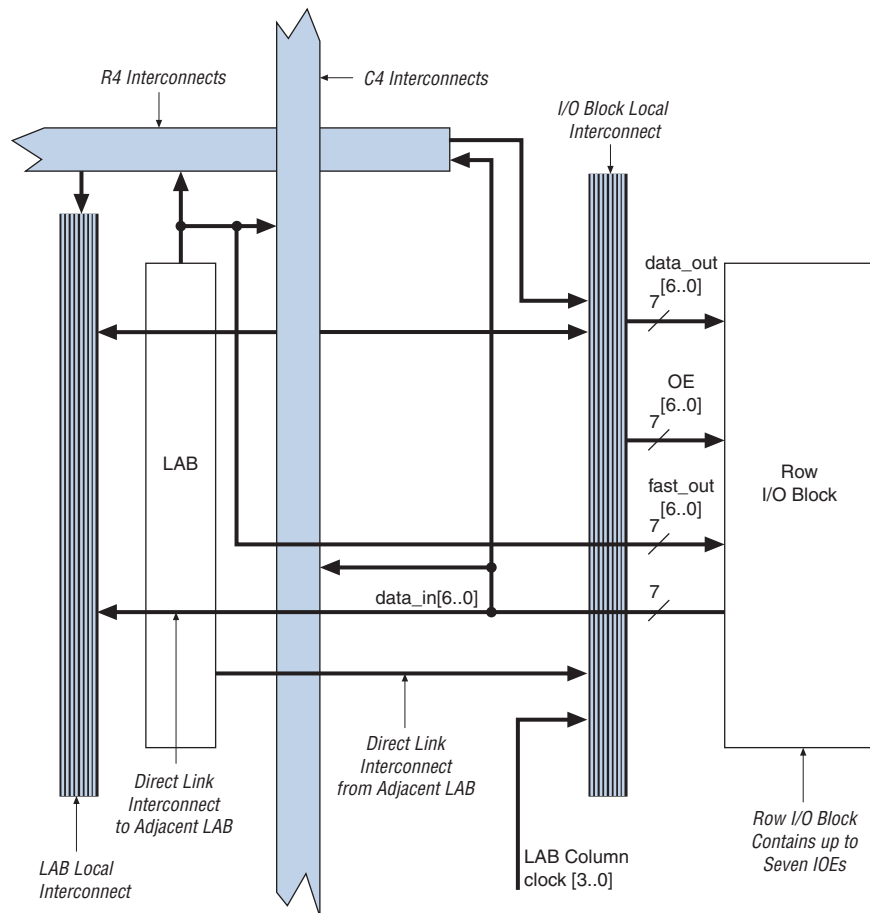 R4 Interconnects
C4 Interconnects
I/O Block Local
Interconnect
data_out
[6..0]
7
OE
[6..0]
7
LAB
Row
I/O Block
fast_out
[6..0]
7
data_in[6..0]
7
Direct Link
Interconnect
to Adjacent LAB
Direct Link
Interconnect
from Adjacent LAB
Row I/O Block
Contains up to
Seven IOEs
LAB Local
Interconnect
LAB Column
clock [3..0]